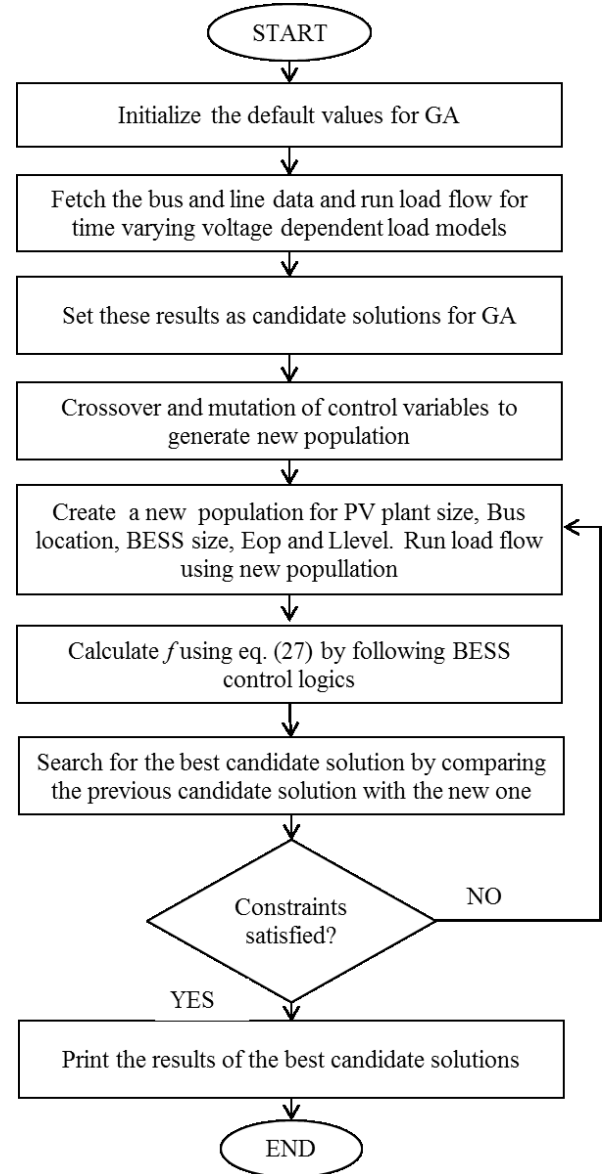 START
Initialize the default values for GA
Fetch the bus and line data and run load flow for
time varying voltage dependent load models
Set these results as candidate solutions for GA
Crossover and mutation of control variables to
generate new population
Create a new population for PV plant size, Bus
location, BESS size, Eop and Llevel. Run load flow
using new popullation
Calculate f using eq. (27) by following BESS
control logics
Search for the best candidate solution by comparing
the previous candidate solution with the new one
Constraints
satisfied?
NO
YES
Print the results of the best candidate solutions
END